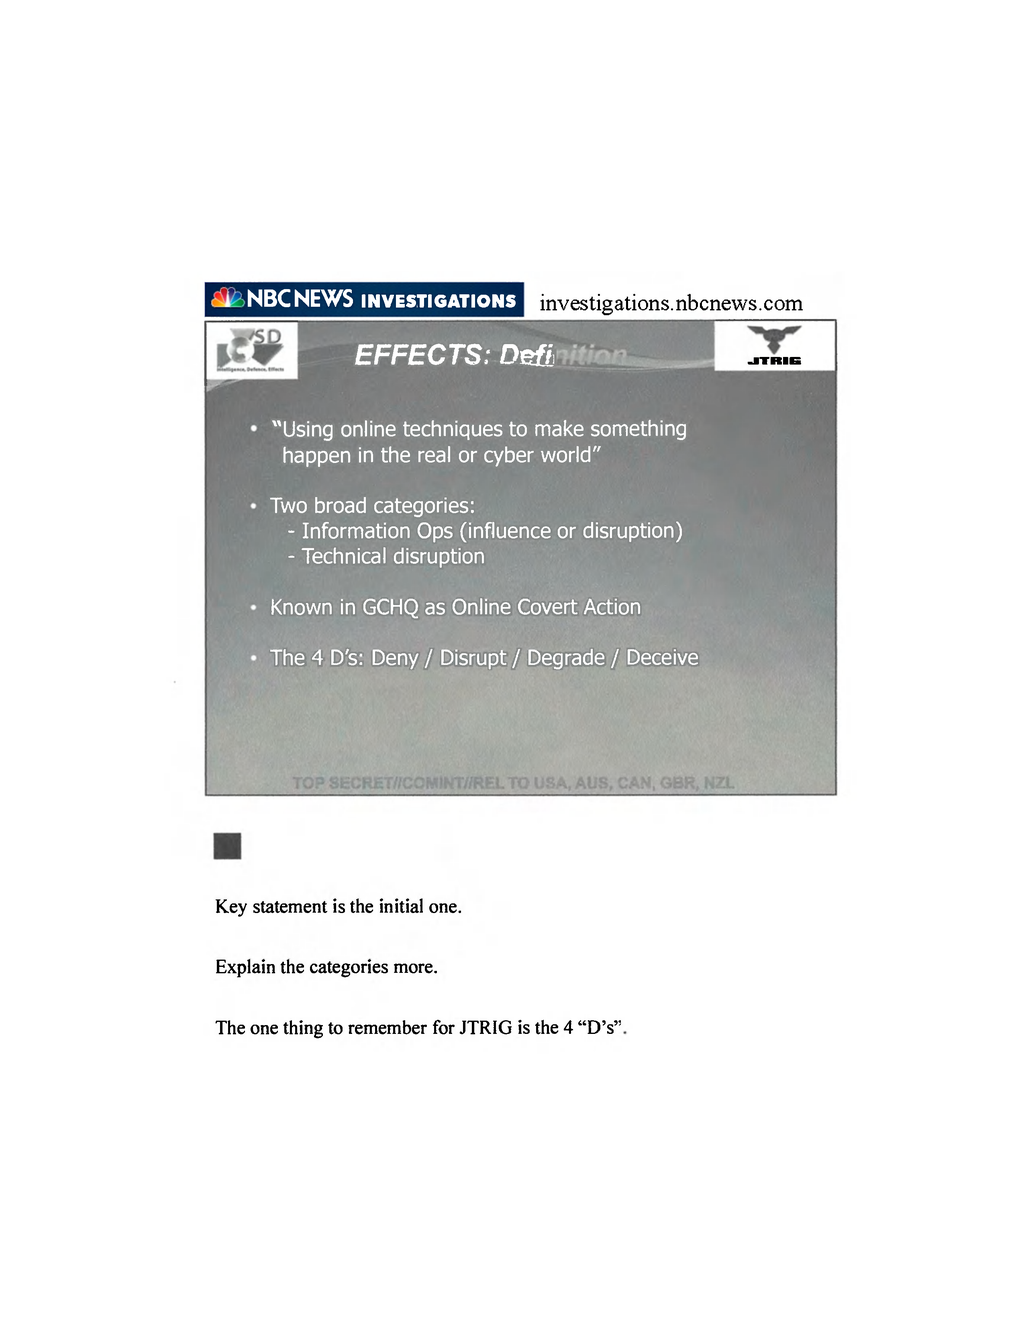 NBC NEWS INVESTIGATIONS investigations.nbcnews.com
SD
EFFECTS: Definition
JTRIG
Intelligence, Defence, Effects
• "Using online techniques to make something
happen in the real or cyber world"
• Two broad categories:
- Information Ops (influence or disruption)
- Technical disruption
• Known in GCHQ as Online Covert Action
• The 4 D's: Deny / Disrupt / Degrade / Deceive
TOP SECRET//COMINT//REL TO USA, AUS, CAN, GBR, NZL
Key statement is the initial one.
Explain the categories more.
The one thing to remember for JTRIG is the 4 “D’s”.